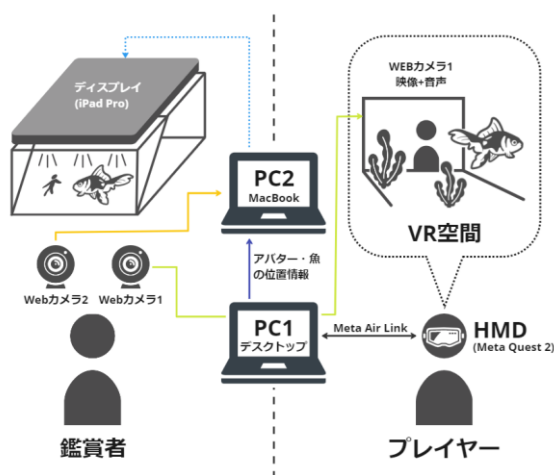 ディスプレイ
(iPad Pro)
WEBカメラ1
映像+音声
PC2
MacBook
VR空間
Webカメラ2
Webカメラ1
アバター・魚
の位置情報
PC1
デスクトップ
Meta Air Link
HMD
(Meta Quest 2)
鑑賞者
プレイヤー